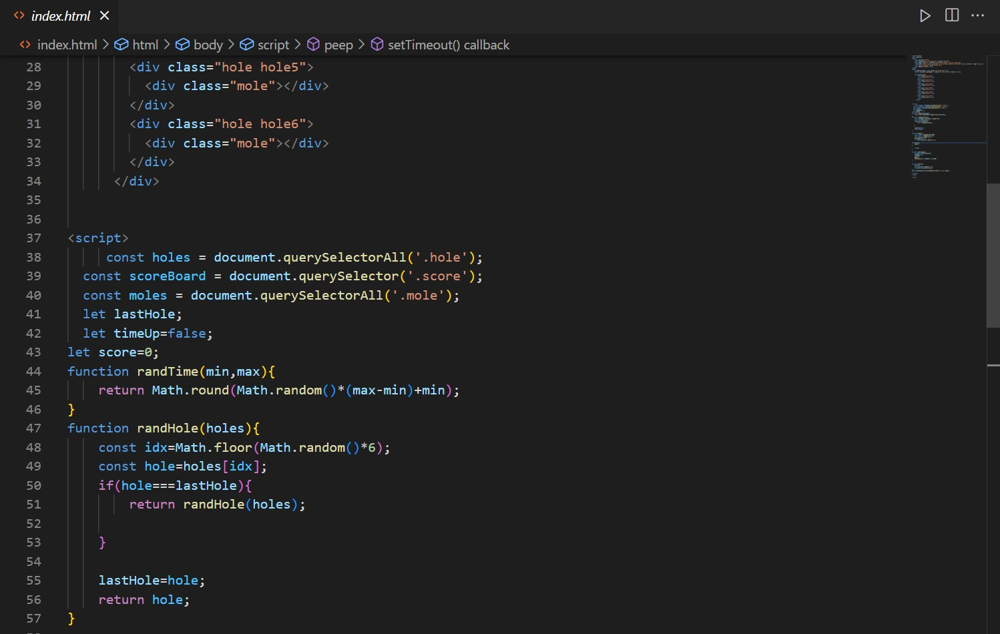 index.html
index.html > html > body > script > peep > setTimeout() callback
28 <div class="hole hole5">
29 <div class="mole"></div>
30 </div>
31 <div class="hole hole6">
32 <div class="mole"></div>
33 </div>
34 </div>
35
36
37 <script>
38 const holes = document.querySelectorAll('.hole');
39 const scoreBoard = document.querySelector('.score');
40 const moles = document.querySelectorAll('.mole');
41 let lastHole;
42 let timeUp=false;
43 let score=0;
44 function randTime(min,max){
45 return Math.round(Math.random()*(max-min)+min);
46 }
47 function randHole(holes){
48 const idx=Math.floor(Math.random()*6);
49 const hole=holes[idx];
50 if(hole===lastHole){
51 return randHole(holes);
52
53 }
54
55 lastHole=hole;
56 return hole;
57 }